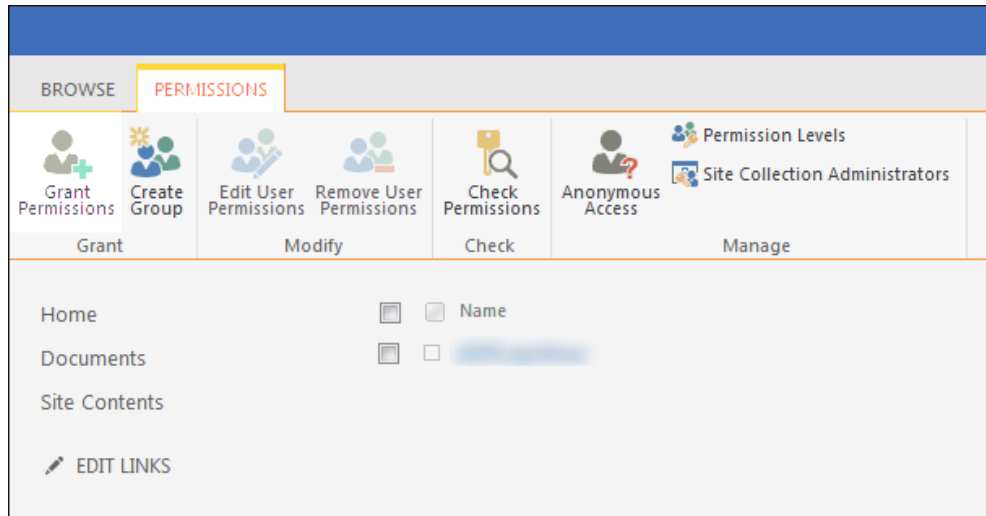 BROWSE PERMISSIONS
Permission Levels
Site Collection Administrators
Grant Create Edit User Remove User Check Anonymous
Permissions Group Permissions Permissions Permissions Access
Grant Modify Check Manage
Home
Name
Documents
Site Contents
EDIT LINKS